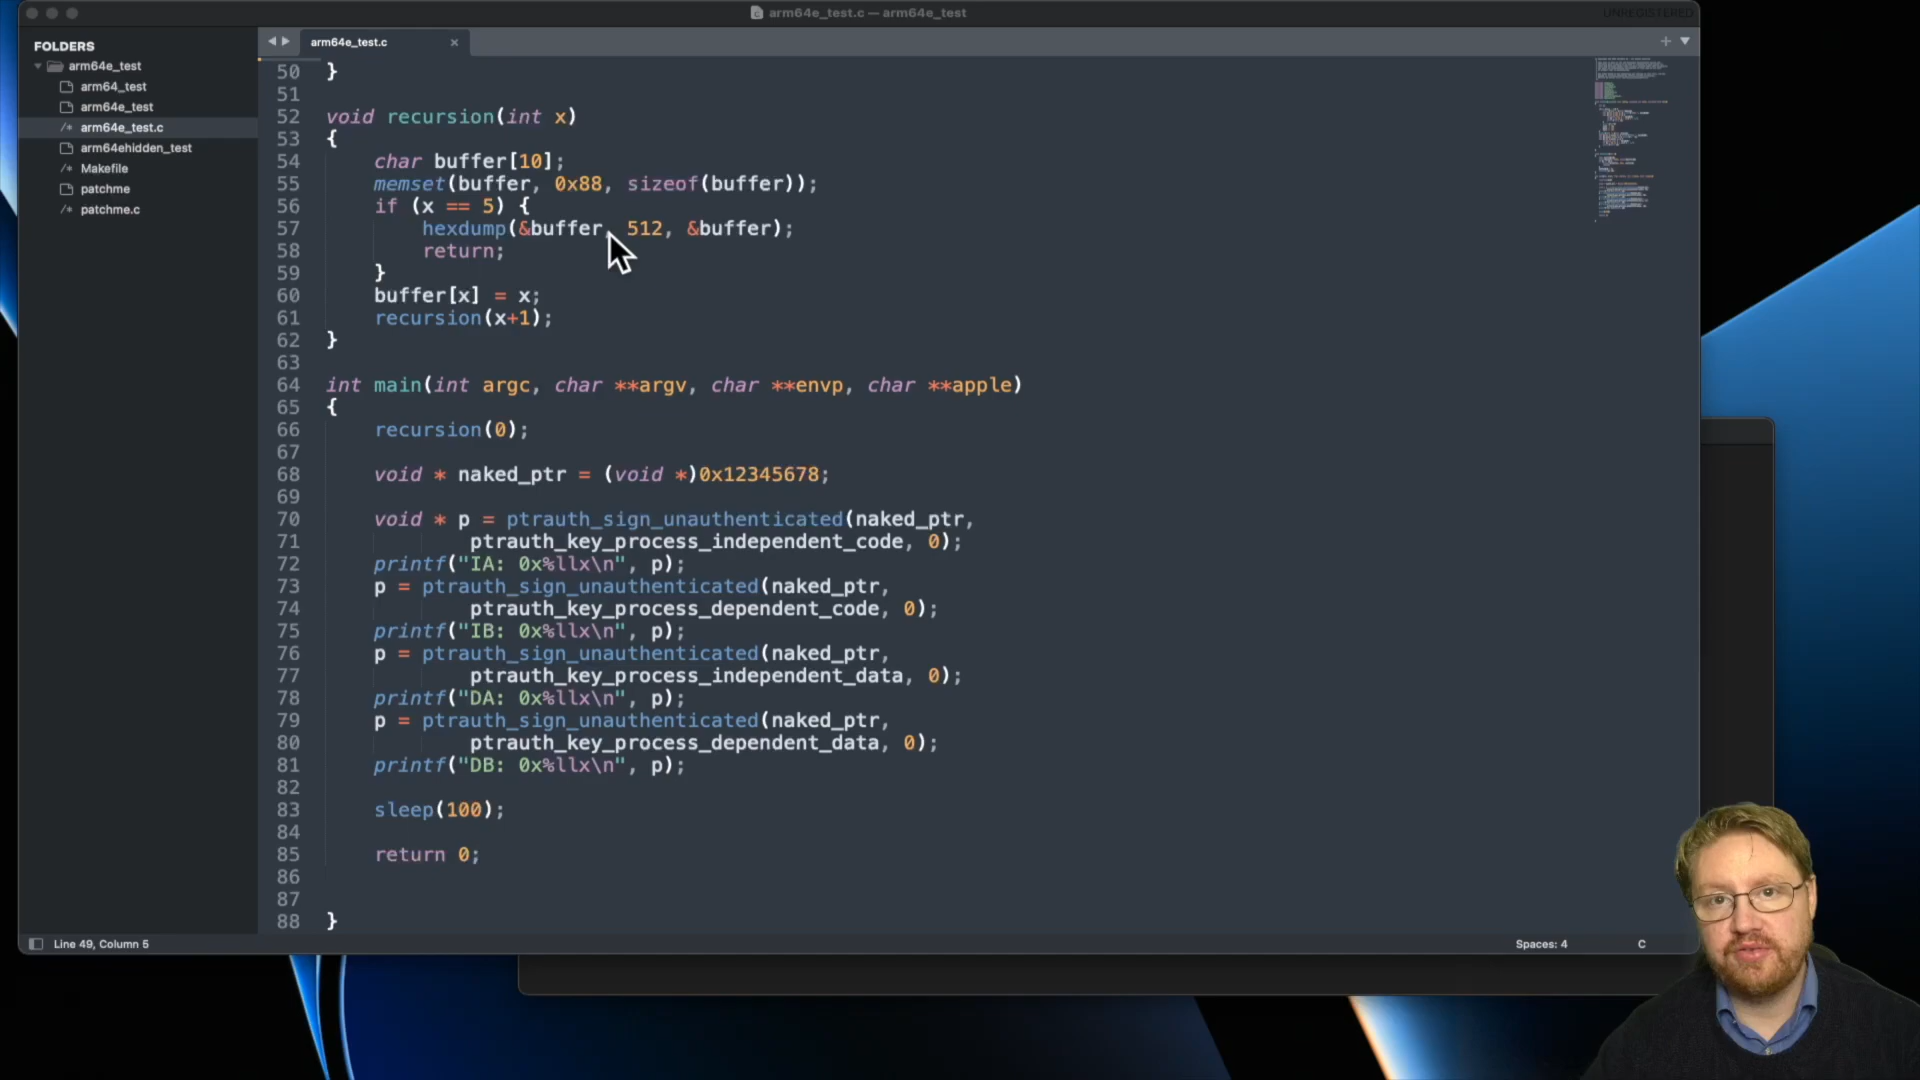 arm64e_test.c — arm64e_test
UNREGISTERED
FOLDERS
arm64e_test
arm64_test
arm64e_test
/* arm64e_test.c
arm64ehidden_test
/* Makefile
patchme
/* patchme.c
arm64e_test.c
50 }
51
52 void recursion(int x)
53 {
54 char buffer[10];
55 memset(buffer, 0x88, sizeof(buffer));
56 if (x == 5) {
57 hexdump(&buffer, 512, &buffer);
58 return;
59 }
60 buffer[x] = x;
61 recursion(x+1);
62 }
63
64 int main(int argc, char **argv, char **envp, char **apple)
65 {
66 recursion(0);
67
68 void * naked_ptr = (void *)0x12345678;
69
70 void * p = ptrauth_sign_unauthenticated(naked_ptr,
71 ptrauth_key_process_independent_code, 0);
72 printf("IA: 0x%llx\n", p);
73 p = ptrauth_sign_unauthenticated(naked_ptr,
74 ptrauth_key_process_dependent_code, 0);
75 printf("IB: 0x%llx\n", p);
76 p = ptrauth_sign_unauthenticated(naked_ptr,
77 ptrauth_key_process_independent_data, 0);
78 printf("DA: 0x%llx\n", p);
79 p = ptrauth_sign_unauthenticated(naked_ptr,
80 ptrauth_key_process_dependent_data, 0);
81 printf("DB: 0x%llx\n", p);
82
83 sleep(100);
84
85 return 0;
86
87
88 }
Line 49, Column 5
Spaces: 4
C